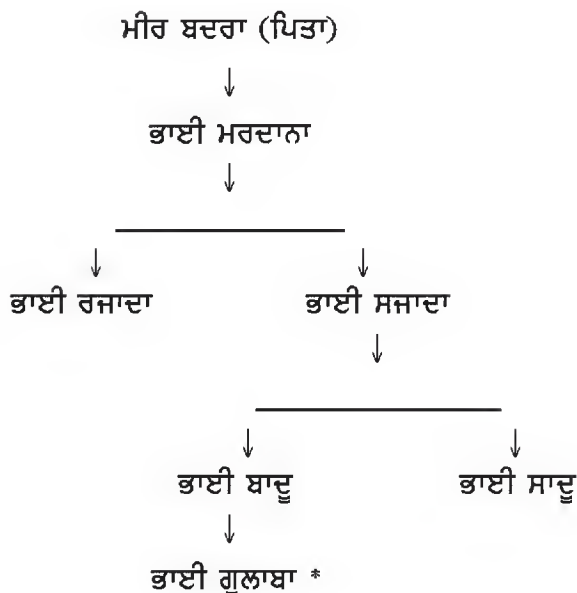 ਮੀਰ ਬਦਰਾ (ਪਿਤਾ)
↓
ਭਾਈ ਮਰਦਾਨਾ
↓
↓ ↓
ਭਾਈ ਰਜਾਦਾ ਭਾਈ ਸਜਾਦਾ
↓
↓ ↓
ਭਾਈ ਬਾਦੂ ਭਾਈ ਸਾਦੂ
↓
ਭਾਈ ਗੁਲਾਬਾ *